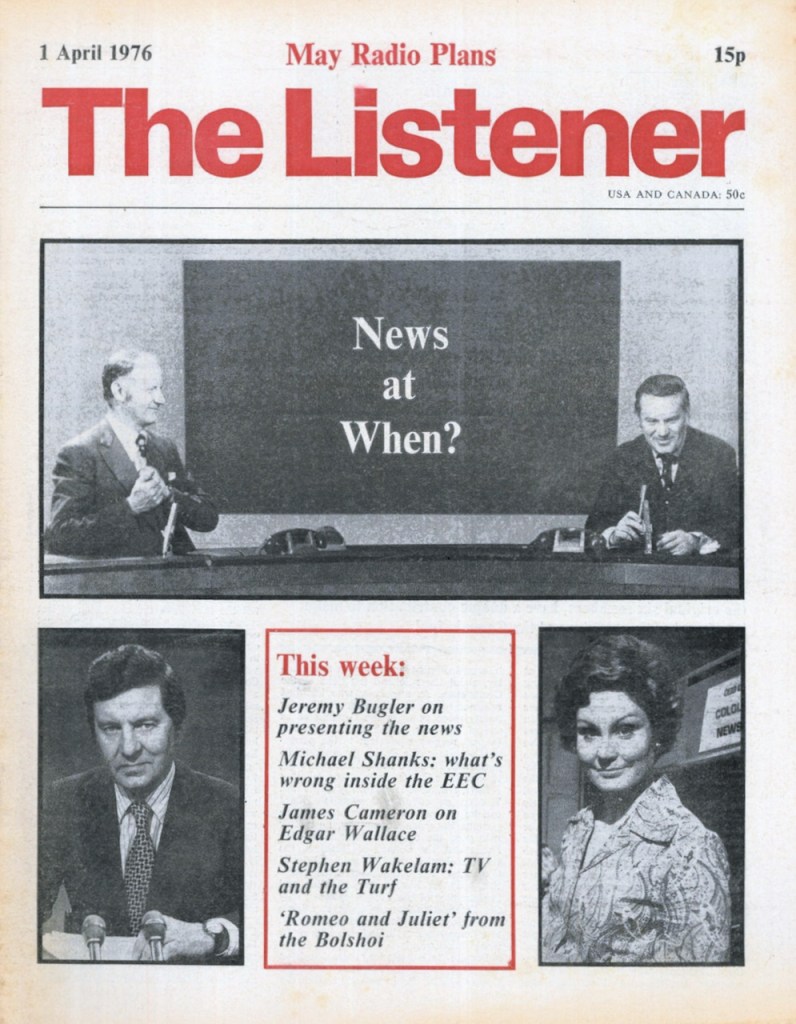 1 April 1976
May Radio Plans
15p
The Listener
USA AND CANADA: 50c
News
at
When?
This week:
Jeremy Bugler on
presenting the news
Michael Shanks: what's
wrong inside the EEC
James Cameron on
Edgar Wallace
Stephen Wakelam: TV
and the Turf
'Romeo and Juliet' from
the Bolshoi
NEWS